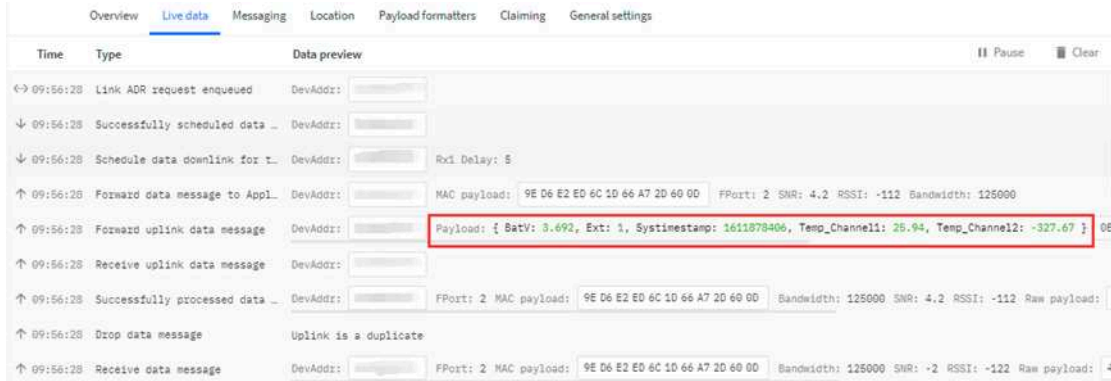 Overview Live data Messaging Location Payload formatters Claiming General settings
Time Type Data preview Pause Clear
09:56:28 Link ADR request enqueued DevAddr:
09:56:28 Successfully scheduled data … DevAddr:
09:56:28 Schedule data downlink for t… DevAddr: Rx1 Delay: 5
09:56:28 Forward data message to Appl… DevAddr: MAC payload: 9E D6 E2 ED 6C 1D 66 A7 2D 60 0D FPort: 2 SNR: 4.2 RSSI: -112 Bandwidth: 125000
09:56:28 Forward uplink data message DevAddr: Payload: { BatV: 3.692, Ext: 1, Systimestamp: 1611878406, Temp_Channel1: 25.94, Temp_Channel2: -327.67 }
09:56:28 Receive uplink data message DevAddr:
09:56:28 Successfully processed data … DevAddr: FPort: 2 MAC payload: 9E D6 E2 ED 6C 1D 66 A7 2D 60 0D Bandwidth: 125000 SNR: 4.2 RSSI: -112 Raw payload:
09:56:28 Drop data message Uplink is a duplicate
09:56:28 Receive data message DevAddr: FPort: 2 MAC payload: 9E D6 E2 ED 6C 1D 66 A7 2D 60 0D Bandwidth: 125000 SNR: -2 RSSI: -122 Raw payload: